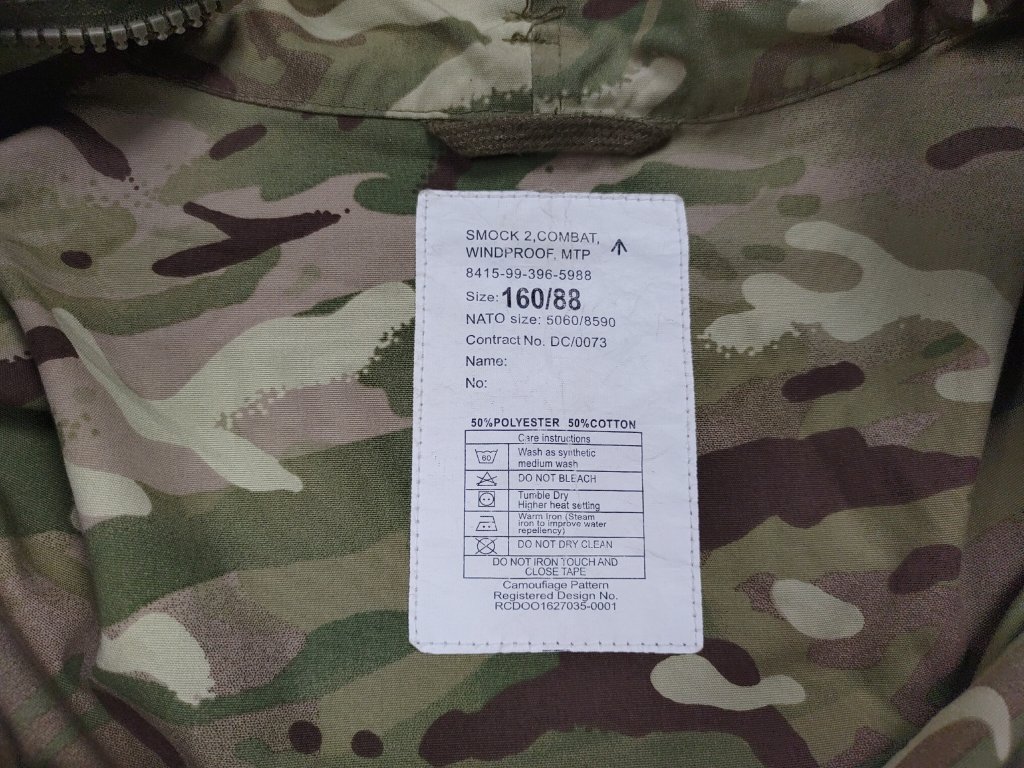 SMOCK 2,COMBAT,
WINDPROOF, MTP
8415-99-396-5988
Size: 160/88
NATO size: 5060/8590
Contract No. DC/0073
Name:
No:
50%POLYESTER 50%COTTON
Care instructions
60 Wash as synthetic
medium wash
DO NOT BLEACH
Tumble Dry
Higher heat setting
Warm Iron (Steam
iron to improve water
repellency)
DO NOT DRY CLEAN
DO NOT IRON TOUCH AND
CLOSE TAPE
Camouflage Pattern
Registered Design No.
RCDOO1627035-0001